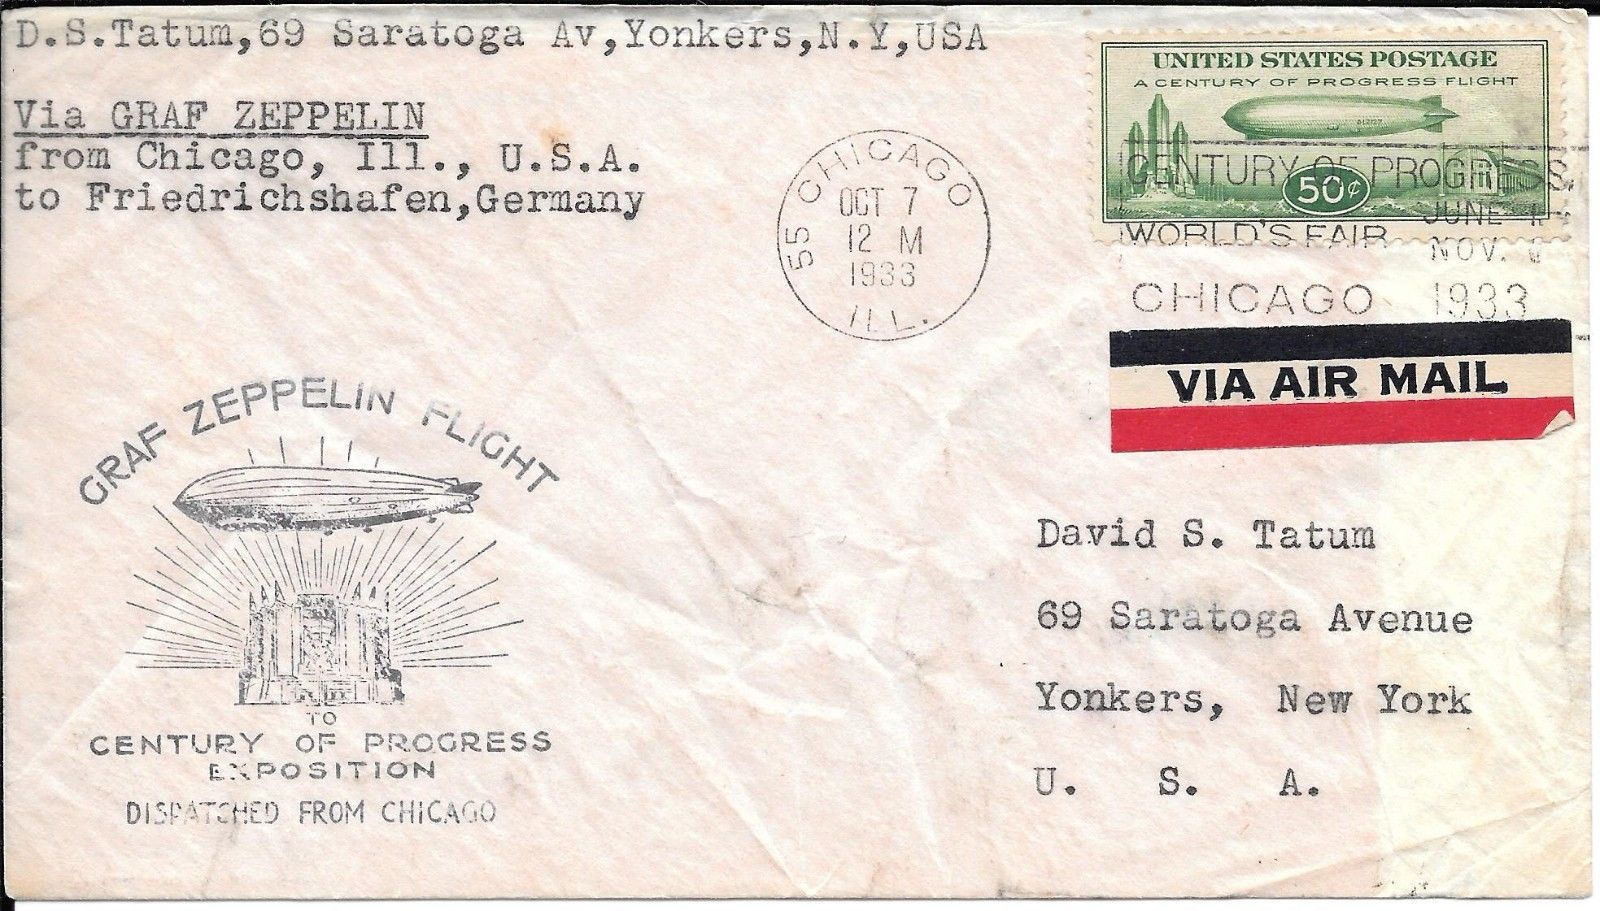 D.S.Tatum,69 Saratoga Av,Yonkers,N.Y,USA
Via GRAF ZEPPELIN
from Chicago, Ill., U.S.A.
to Friedrichshafen,Germany
55 CHICAGO
OCT 7
12 M
1933
ILL.
UNITED STATES POSTAGE
A CENTURY OF PROGRESS FLIGHT
50¢
CENTURY OF PROGRESS,
WORLD'S FAIR JUNE 1
NOV. 1
CHICAGO 1933
VIA AIR MAIL
GRAF ZEPPELIN FLIGHT
TO
CENTURY OF PROGRESS
EXPOSITION
DISPATCHED FROM CHICAGO
David S. Tatum
69 Saratoga Avenue
Yonkers, New York
U. S. A.